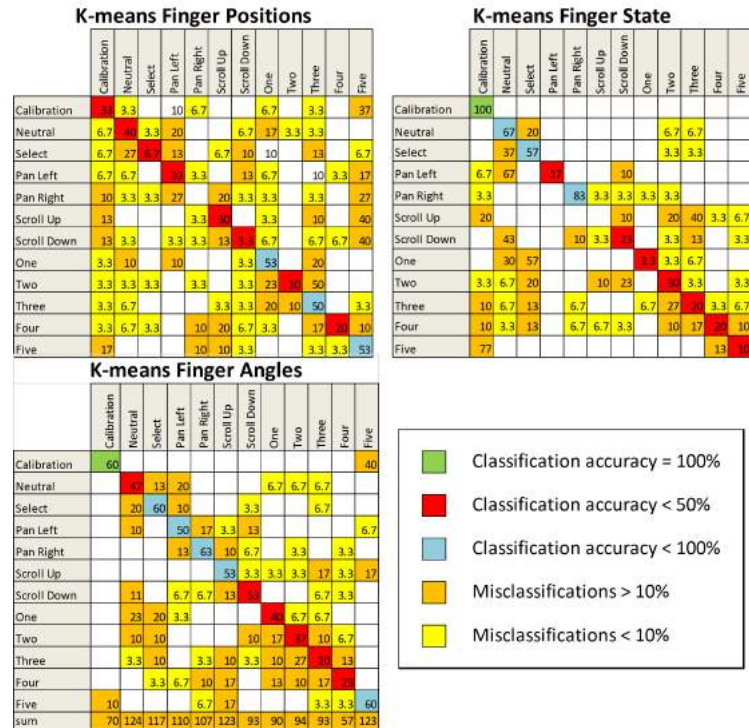 K-means Finger Positions
Calibration Neutral Select Pan Left Pan Right Scroll Up Scroll Down One Two Three Four Five
Calibration 33 3.3 10 6.7 6.7 3.3 37
Neutral 6.7 40 3.3 20 6.7 17 3.3 3.3
Select 6.7 27 6.7 13 6.7 10 10 13 6.7
Pan Left 6.7 6.7 33 3.3 13 6.7 10 3.3 17
Pan Right 10 3.3 3.3 27 20 3.3 3.3 27
Scroll Up 13 3.3 30 3.3 10 40
Scroll Down 13 3.3 3.3 3.3 13 3.3 6.7 6.7 6.7 40
One 3.3 10 10 3.3 53 20
Two 3.3 3.3 3.3 3.3 23 10 50
Three 3.3 6.7 3.3 3.3 20 10 50 3.3
Four 3.3 6.7 3.3 10 20 6.7 3.3 17 20 10
Five 17 10 10 3.3 3.3 3.3 53
K-means Finger State
Calibration Neutral Select Pan Left Pan Right Scroll Up Scroll Down One Two Three Four Five
Calibration 100
Neutral 67 20 6.7 6.7
Select 37 57 3.3 3.3
Pan Left 6.7 67 17 10
Pan Right 3.3 83 3.3 3.3 3.3 3.3
Scroll Up 20 10 20 40 3.3 6.7
Scroll Down 43 10 3.3 23 3.3 13 3.3
One 30 57 3.3 3.3 6.7
Two 3.3 6.7 20 10 23 30 3.3 3.3
Three 10 6.7 13 6.7 6.7 27 20 3.3 6.7
Four 10 3.3 13 6.7 6.7 3.3 10 17 20 10
Five 77 13 10
K-means Finger Angles
Calibration Neutral Select Pan Left Pan Right Scroll Up Scroll Down One Two Three Four Five
Calibration 60 40
Neutral 47 13 20 6.7 6.7 6.7
Select 20 60 10 3.3 6.7
Pan Left 10 50 17 3.3 13 6.7
Pan Right 13 63 10 6.7 3.3 3.3
Scroll Up 53 3.3 3.3 3.3 17 3.3 17
Scroll Down 11 6.7 6.7 13 53 6.7 3.3
One 23 20 3.3 40 6.7 6.7
Two 10 10 10 17 37 10 6.7
Three 3.3 10 3.3 10 3.3 10 27 20 13
Four 3.3 6.7 10 17 13 10 17 23
Five 10 6.7 17 3.3 3.3 60
sum 70 124 117 110 107 123 93 90 94 93 57 123
Classification accuracy = 100%
Classification accuracy < 50%
Classification accuracy < 100%
Misclassifications > 10%
Misclassifications < 10%